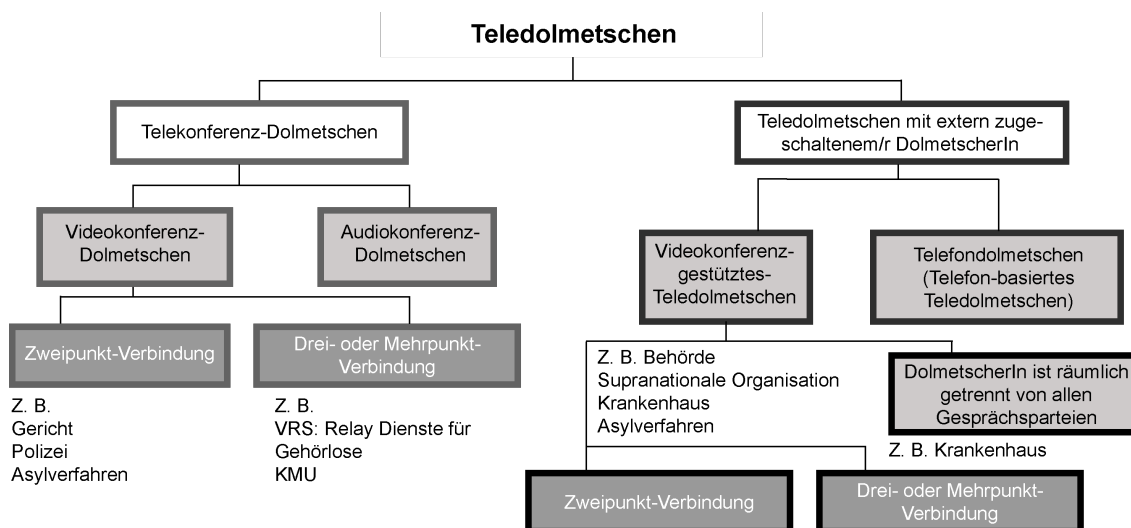 Teledolmetschen
Telekonferenz-Dolmetschen
Teledolmetschen mit extern zuge-
schaltenem/r DolmetscherIn
Videokonferenz-
Dolmetschen
Audiokonferenz-
Dolmetschen
Videokonferenz-
gestütztes-
Teledolmetschen
Telefondolmetschen
(Telefon-basiertes
Teledolmetschen)
Zweipunkt-Verbindung
Drei- oder Mehrpunkt-
Verbindung
Z. B.
Gericht
Polizei
Asylverfahren
Z. B.
VRS: Relay Dienste für
Gehörlose
KMU
Z. B. Behörde
Supranationale Organisation
Krankenhaus
Asylverfahren
DolmetscherIn ist räumlich
getrennt von allen
Gesprächsparteien
Z. B. Krankenhaus
Zweipunkt-Verbindung
Drei- oder Mehrpunkt-
Verbindung